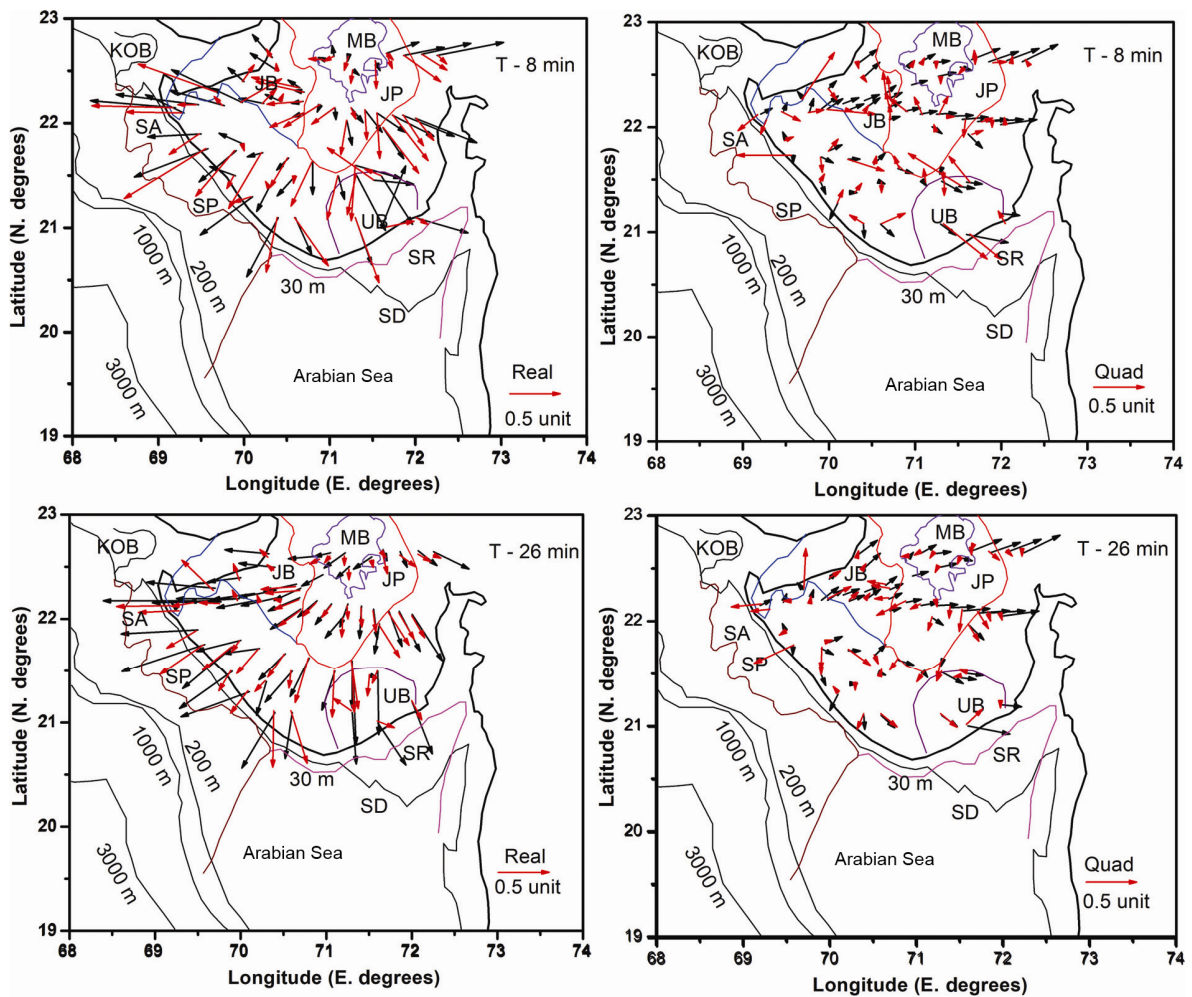 23
22
21
20
19
Latitude (N. degrees)
KOB
MB
T - 8 min
JB
JP
SA
SP
UB
SR
1000 m
200 m
30 m
SD
3000 m
Arabian Sea
Real
0.5 unit
68 69 70 71 72 73 74
Longitude (E. degrees)
23
22
21
20
19
Latitude (N. degrees)
KOB
MB
T - 8 min
JP
JB
SA
SP
UB
SR
1000 m
200 m
30 m
SD
3000 m
Arabian Sea
Quad
0.5 unit
68 69 70 71 72 73 74
Longitude (E. degrees)
23
22
21
20
19
Latitude (N. degrees)
KOB
MB
T - 26 min
JB
JP
SA
SP
UB
SR
1000 m
200 m
30 m
SD
3000 m
Arabian Sea
Real
0.5 unit
68 69 70 71 72 73 74
Longitude (E. degrees)
23
22
21
20
19
Latitude (N. degrees)
KOB
MB
T - 26 min
JB
JP
SA
SP
UB
SR
1000 m
200 m
30 m
SD
3000 m
Arabian Sea
Quad
0.5 unit
68 69 70 71 72 73 74
Longitude (E. degrees)